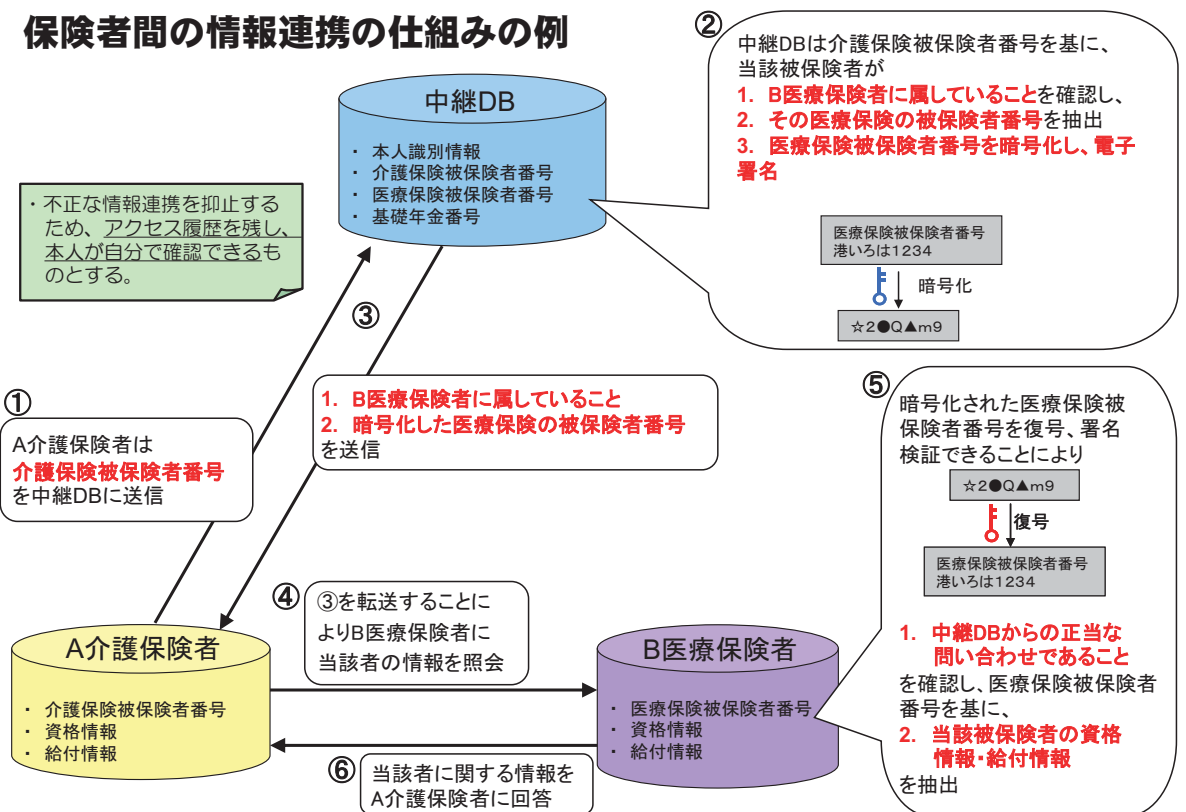 保険者間の情報連携の仕組みの例
②
中継DBは介護保険被保険者番号を基に、
当該被保険者が
1. B医療保険者に属していることを確認し、
2. その医療保険の被保険者番号を抽出
3. 医療保険被保険者番号を暗号化し、電子
署名
医療保険被保険者番号
港いろは1234
暗号化
☆2●Q▲m9
中継DB
・ 本人識別情報
・ 介護保険被保険者番号
・ 医療保険被保険者番号
・ 基礎年金番号
・不正な情報連携を抑止する
ため、アクセス履歴を残し、
本人が自分で確認できるも
のとする。
①
A介護保険者は
介護保険被保険者番号
を中継DBに送信
③
1. B医療保険者に属していること
2. 暗号化した医療保険の被保険者番号
を送信
④
③を転送することに
よりB医療保険者に
当該者の情報を照会
⑤
暗号化された医療保険被
保険者番号を復号、署名
検証できることにより
☆2●Q▲m9
復号
医療保険被保険者番号
港いろは1234
1. 中継DBからの正当な
問い合わせであること
を確認し、医療保険被保険者
番号を基に、
2. 当該被保険者の資格
情報・給付情報
を抽出
A介護保険者
・ 介護保険被保険者番号
・ 資格情報
・ 給付情報
B医療保険者
・ 医療保険被保険者番号
・ 資格情報
・ 給付情報
⑥
当該者に関する情報を
A介護保険者に回答